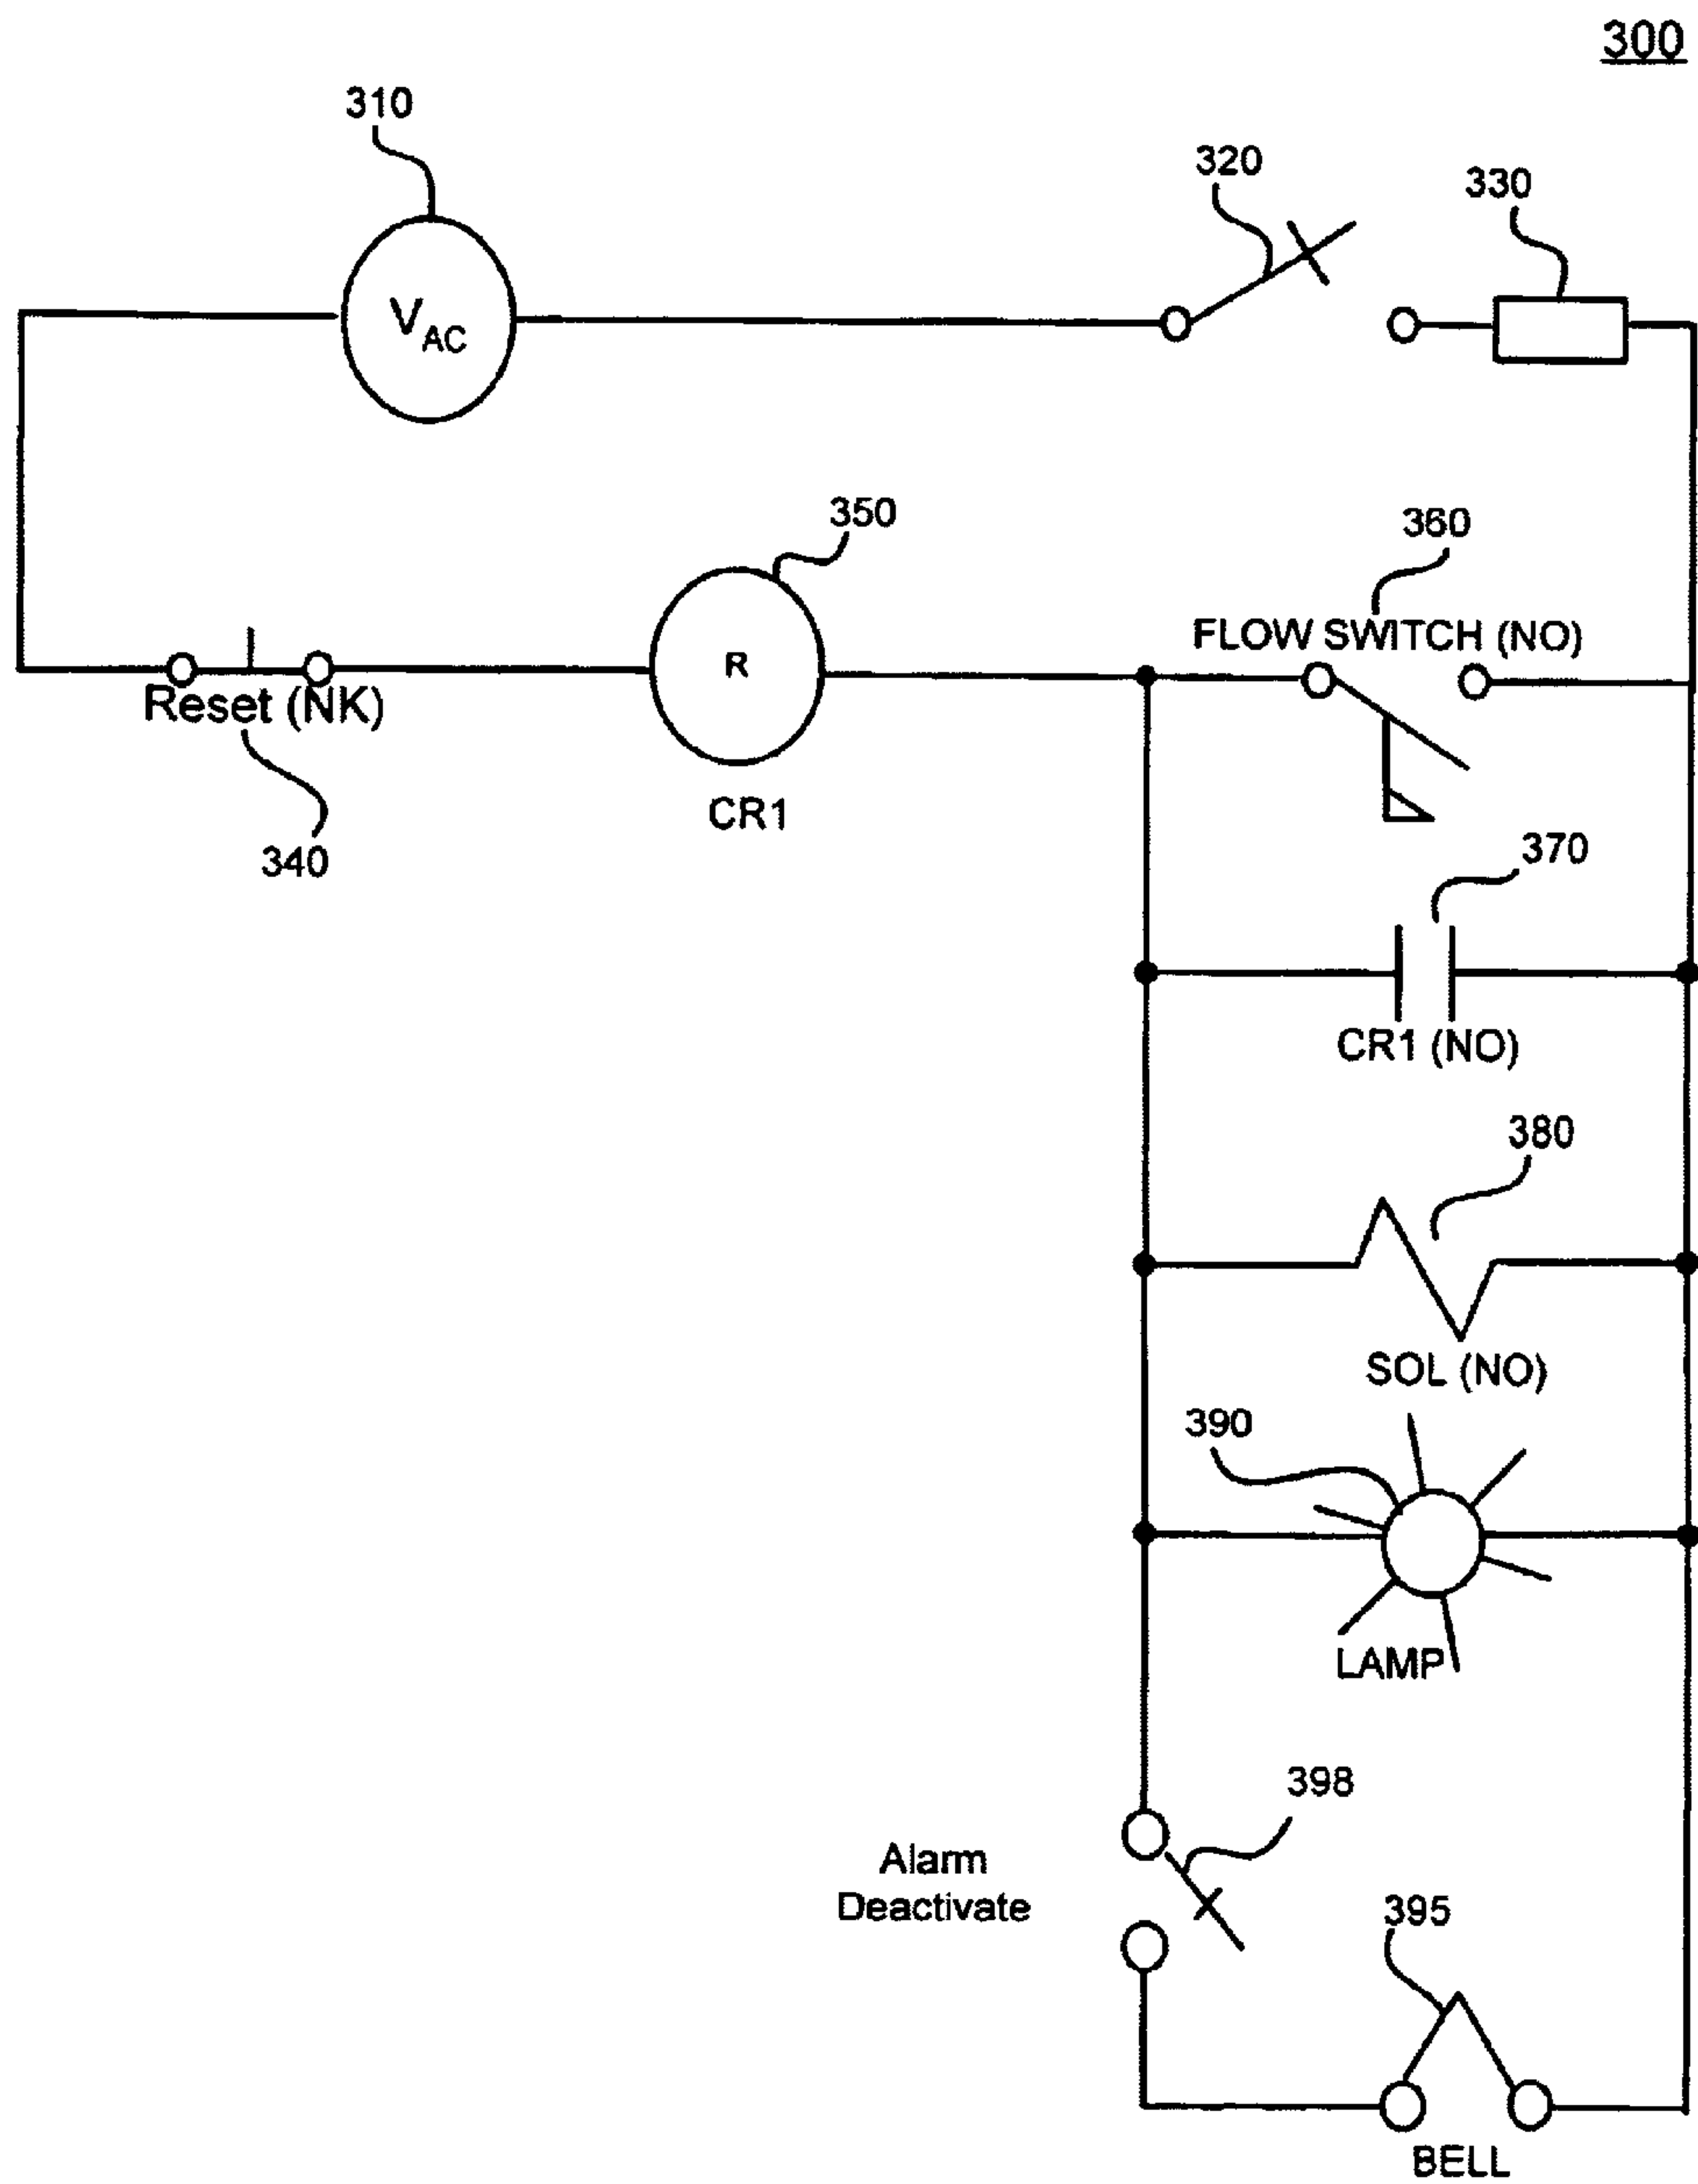 300
310
320
330
V_AC
350
360
FLOW SWITCH (NO)
R
Reset (NK)
CR1
340
370
CR1 (NO)
380
SOL (NO)
390
LAMP
398
Alarm
Deactivate
395
BELL